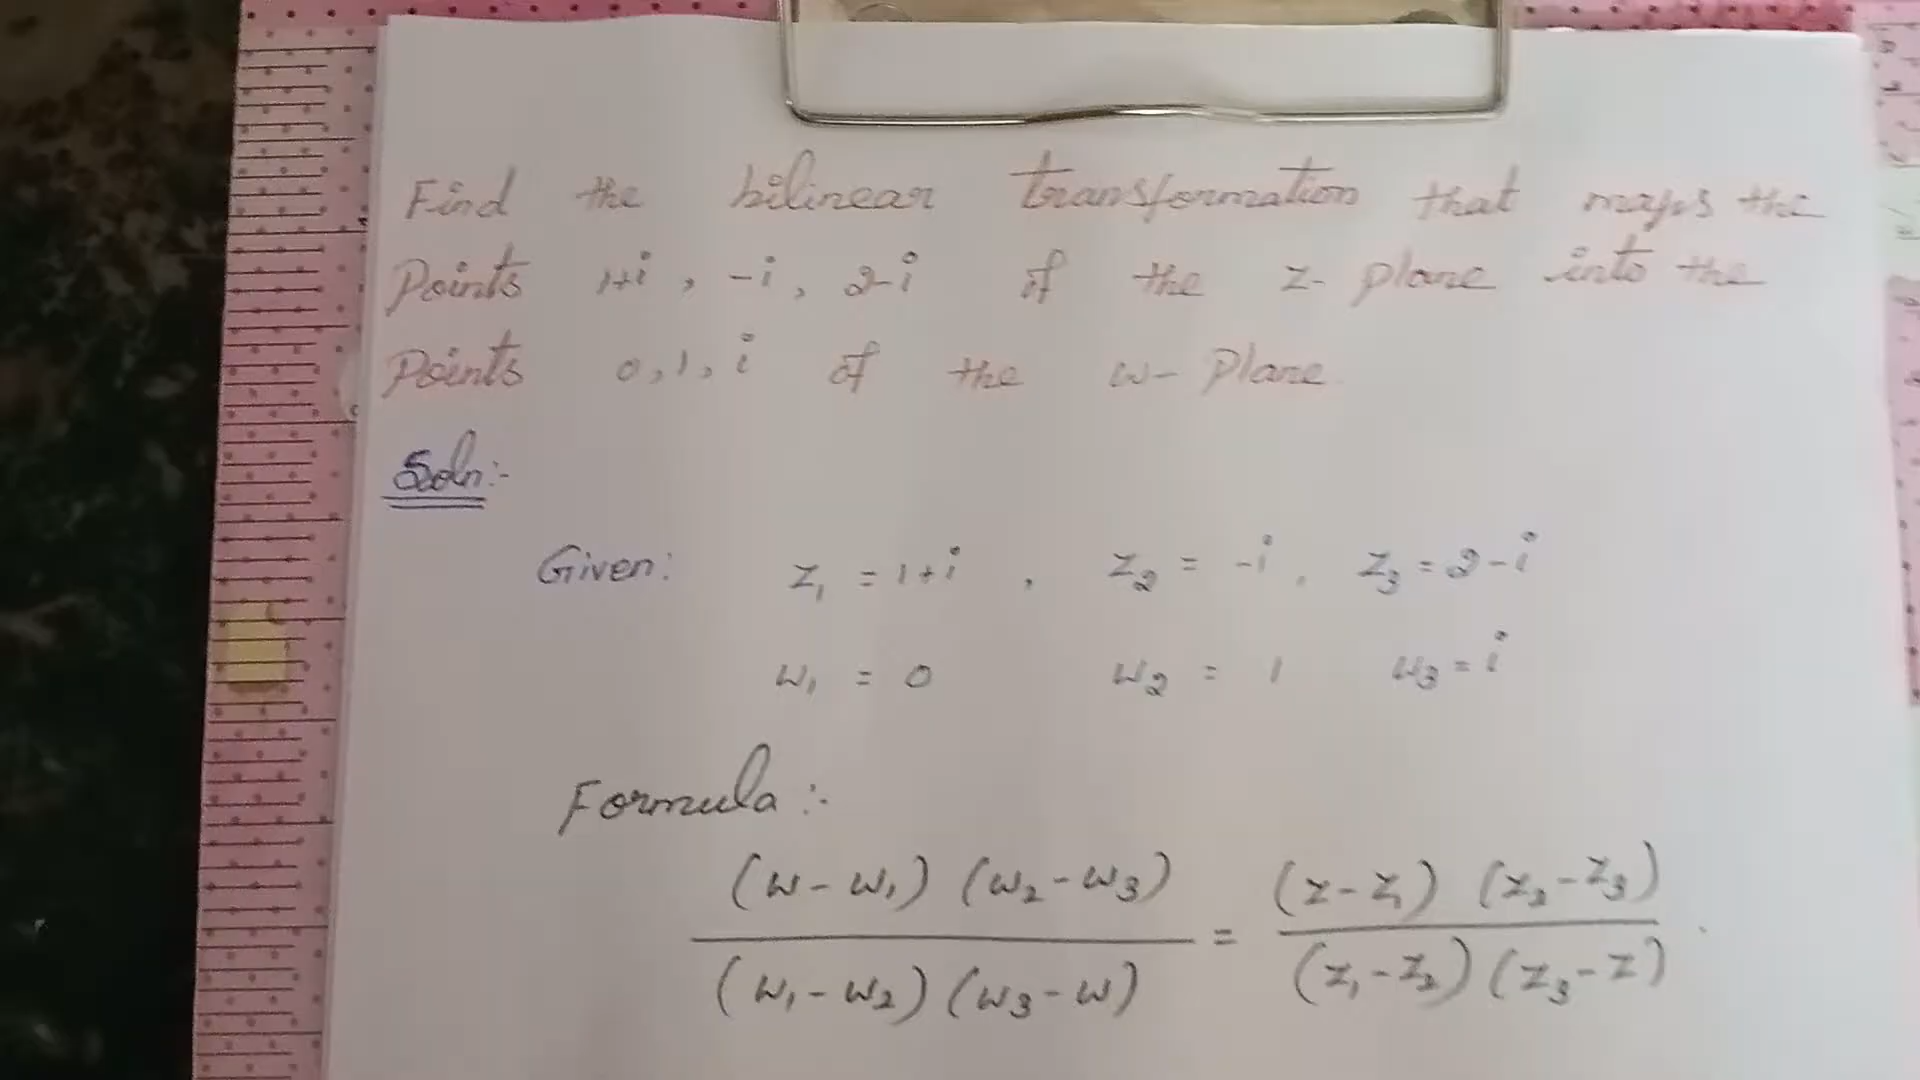 Find the bilinear transformation that maps the
Points 1+i, -i, 2-i of the z-plane into the
Points 0,1,i of the w-Plane
Soln:-
Given: z₁ = 1+i, z₂ = -i, z₃ = 2-i
w₁ = 0 w₂ = 1 w₃ = i
Formula :-
(w-w₁) (w₂-w₃) / (w₁-w₂) (w₃-w) = (z-z₁) (z₂-z₃) / (z₁-z₂) (z₃-z).